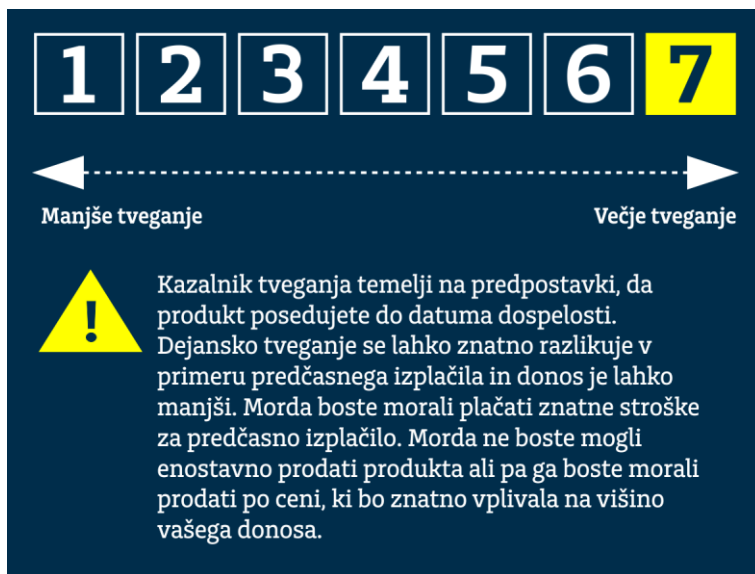 1 2 3 4 5 6 7
Manjše tveganje Večje tveganje
! Kazalnik tveganja temelji na predpostavki, da
produkt posedujete do datuma dospelosti.
Dejansko tveganje se lahko znatno razlikuje v
primeru predčasnega izplačila in donos je lahko
manjši. Morda boste morali plačati znatne stroške
za predčasno izplačilo. Morda ne boste mogli
enostavno prodati produkta ali pa ga boste morali
prodati po ceni, ki bo znatno vplivala na višino
vašega donosa.